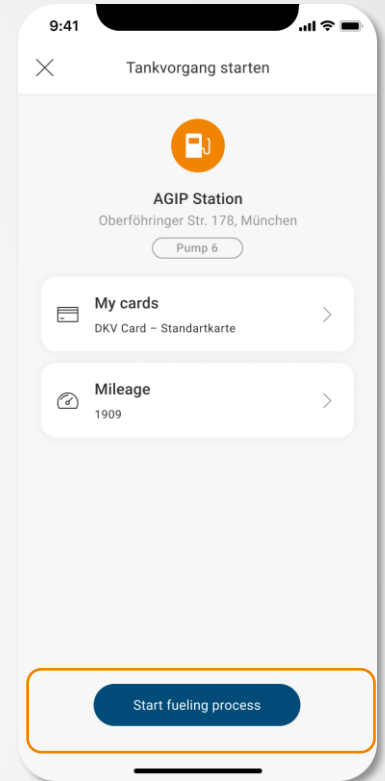 9:41
Tankvorgang starten
AGIP Station
Oberföhringer Str. 178, München
Pump 6
My cards
DKV Card – Standartkarte
Mileage
1909
Start fueling process